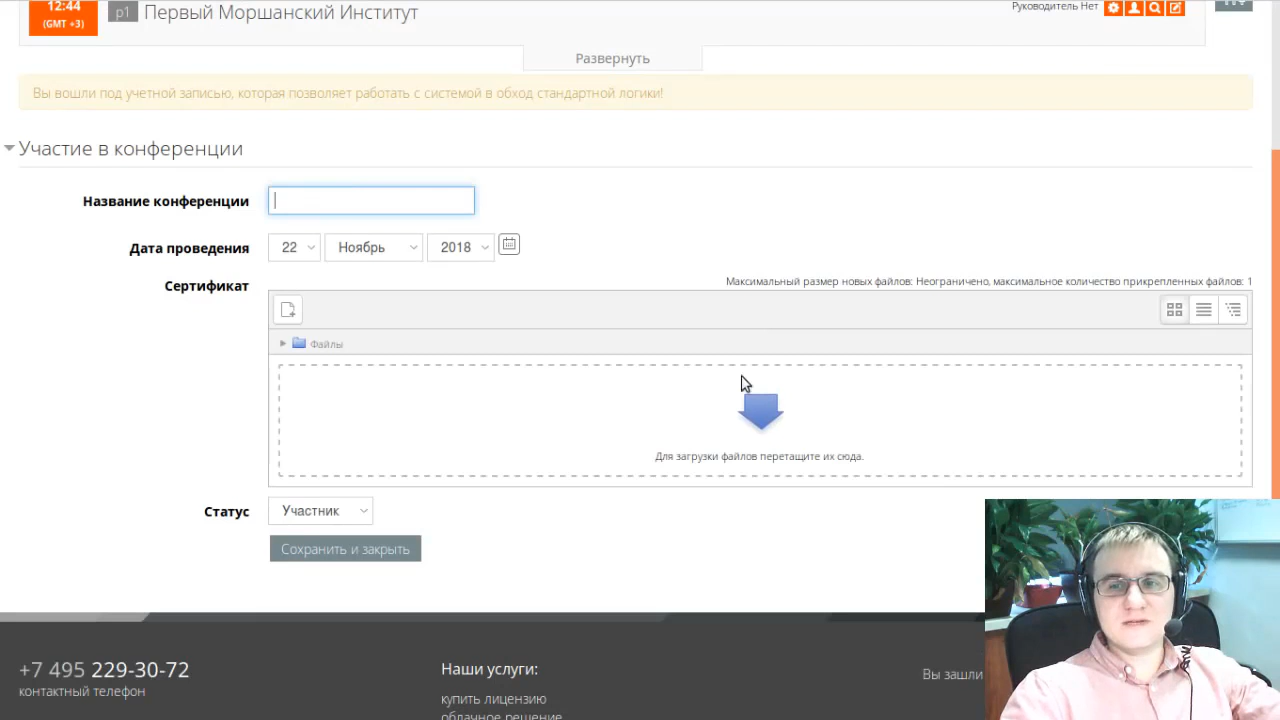 12:44
(GMT +3)
p1
Первый Моршанский Институт
Руководитель Нет
Развернуть
Вы вошли под учетной записью, которая позволяет работать с системой в обход стандартной логики!
Участие в конференции
Название конференции
Дата проведения
22
Ноябрь
2018
Сертификат
Максимальный размер новых файлов: Неограничено, максимальное количество прикрепленных файлов: 1
Файлы
Для загрузки файлов перетащите их сюда.
Статус
Участник
Сохранить и закрыть
+7 495 229-30-72
контактный телефон
Наши услуги:
купить лицензию
облачное решение
Вы зашли